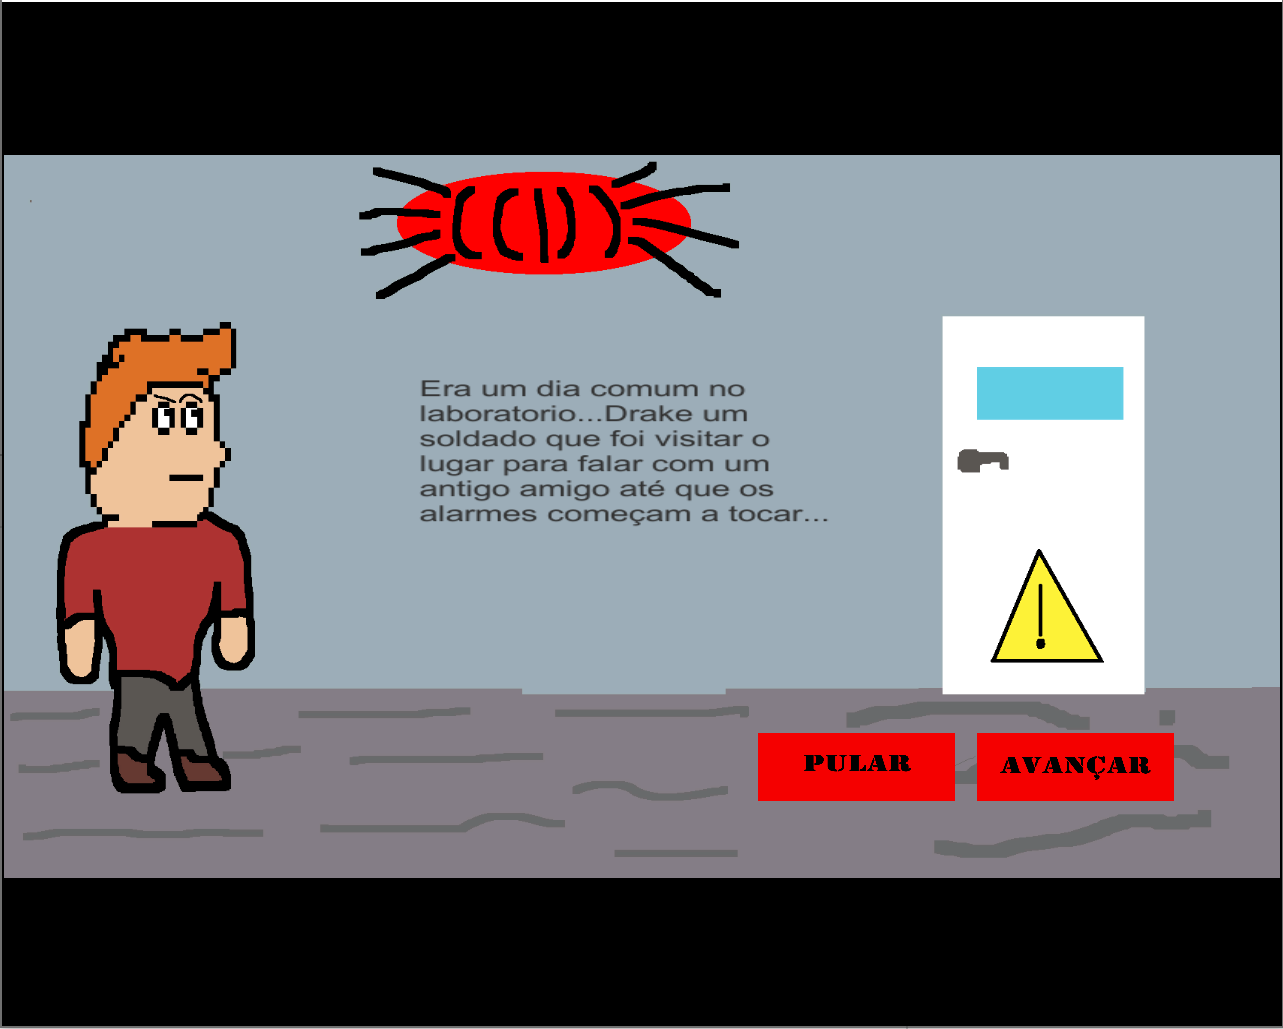 Era um dia comum no
laboratorio...Drake um
soldado que foi visitar o
lugar para falar com um
antigo amigo até que os
alarmes começam a tocar...
PULAR
AVANÇAR